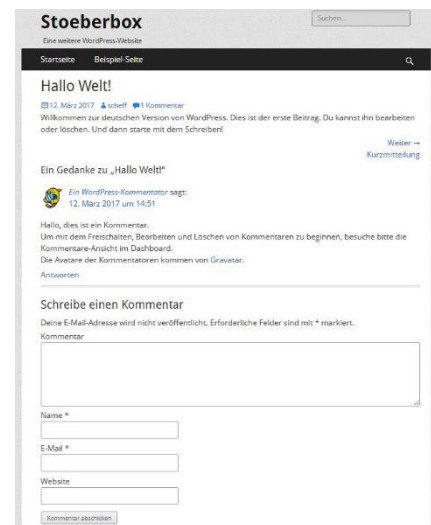 Stoeberbox
Suchen...
Eine weitere WordPress-Website
Startseite Beispiel-Seite
Hallo Welt!
12. März 2017 scheff 1 Kommentar
Willkommen zur deutschen Version von WordPress. Dies ist der erste Beitrag. Du kannst ihn bearbeiten
oder löschen. Und dann starte mit dem Schreiben!
Weiter →
Kurzmitteilung
Ein Gedanke zu „Hallo Welt!“
Ein WordPress-Kommentator sagt:
12. März 2017 um 14:51
Hallo, dies ist ein Kommentar.
Um mit dem Freischalten, Bearbeiten und Löschen von Kommentaren zu beginnen, besuche bitte die
Kommentare-Ansicht im Dashboard.
Die Avatare der Kommentatoren kommen von Gravatar.
Antworten
Schreibe einen Kommentar
Deine E-Mail-Adresse wird nicht veröffentlicht. Erforderliche Felder sind mit * markiert.
Kommentar
Name *
E-Mail *
Website
Kommentar abschicken